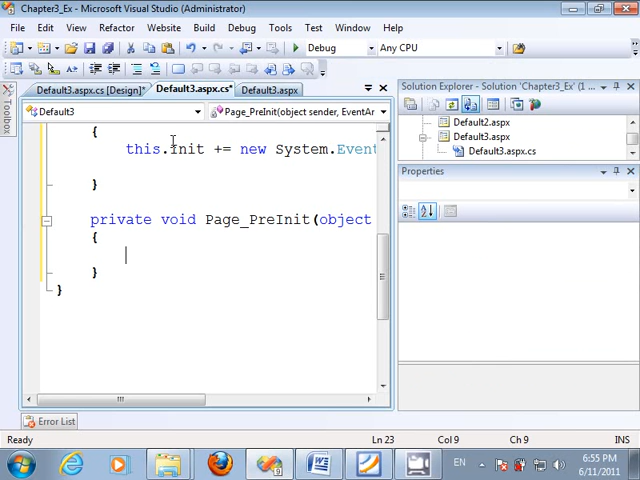 Chapter3_Ex - Microsoft Visual Studio (Administrator)
File Edit View Refactor Website Build Debug Tools Test Window Help
Debug Any CPU
Default3.aspx.cs [Design]* Default3.aspx.cs* Default3.aspx
Solution Explorer - Chapter3_Ex
Toolbox
Default3 Page_PreInit(object sender, EventAr
Default2.aspx
Default3.aspx
Default3.aspx.cs
Properties
{
this.Init += new System.Event
}
private void Page_PreInit(object
{
}
}
Error List
Ready Ln 23 Col 9 Ch 9
EN 6:55 PM
6/11/2011